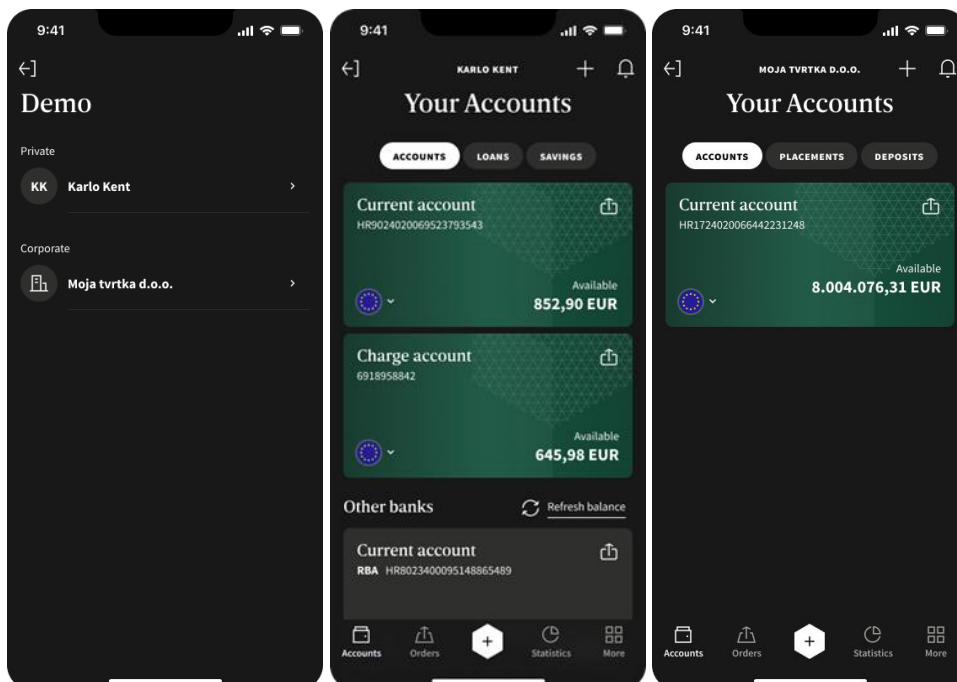 9:41
Demo
Private
KK Karlo Kent
Corporate
Moja tvrtka d.o.o.
9:41
KARLO KENT
Your Accounts
ACCOUNTS LOANS SAVINGS
Current account
HR9024020069523793543
Available
852,90 EUR
Charge account
6918958842
Available
645,98 EUR
Other banks Refresh balance
Current account
RBA HR8023400095148865489
Accounts Orders Statistics More
9:41
MOJA TVRTKA D.O.O.
Your Accounts
ACCOUNTS PLACEMENTS DEPOSITS
Current account
HR1724020066442231248
Available
8.004.076,31 EUR
Accounts Orders Statistics More